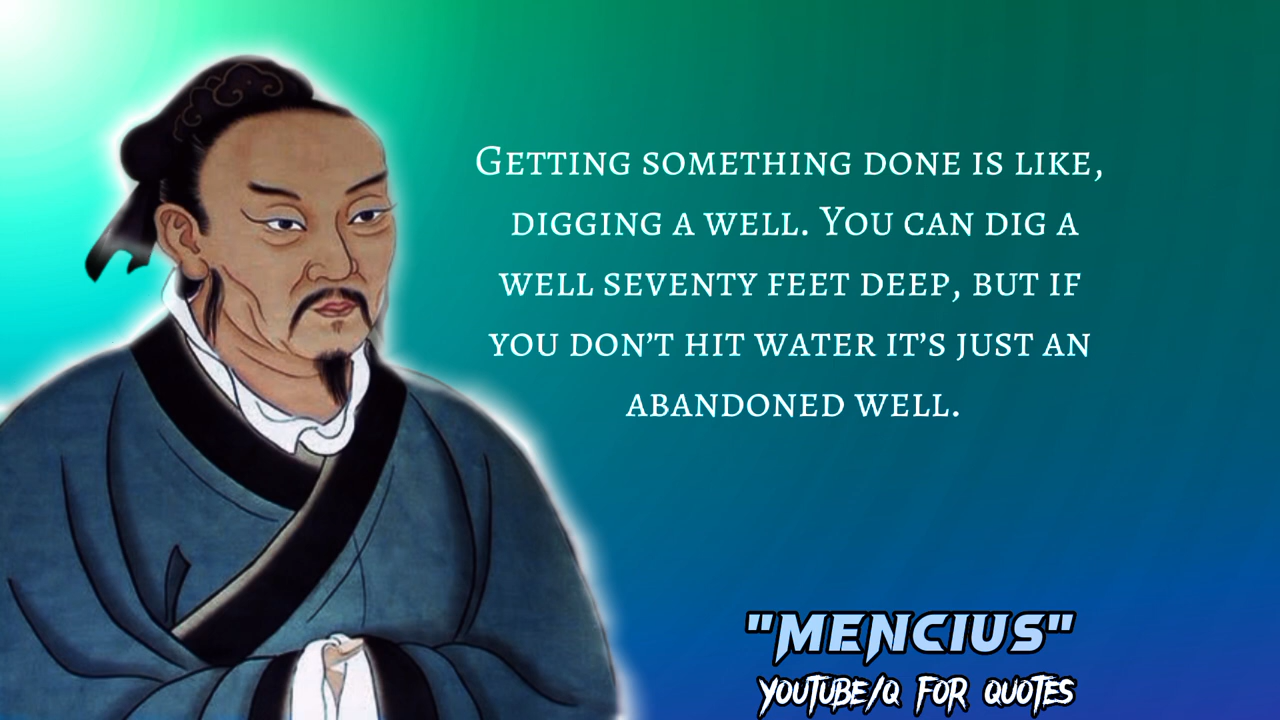 Getting something done is like,
digging a well. You can dig a
well seventy feet deep, but if
you don’t hit water it’s just an
abandoned well.
"MENCIUS"
YOUTUBE/Q FOR QUOTES